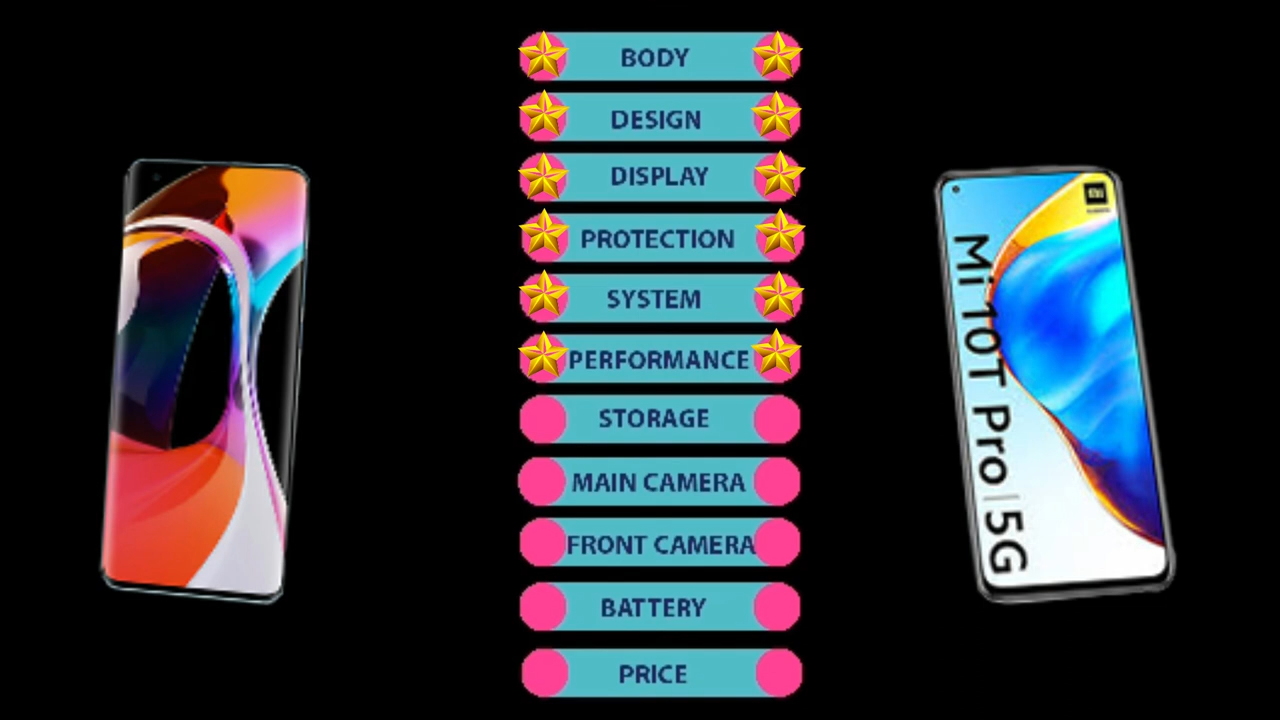 BODY
DESIGN
DISPLAY
PROTECTION
SYSTEM
PERFORMANCE
STORAGE
MAIN CAMERA
FRONT CAMERA
BATTERY
PRICE
Mi 10T Pro|5G